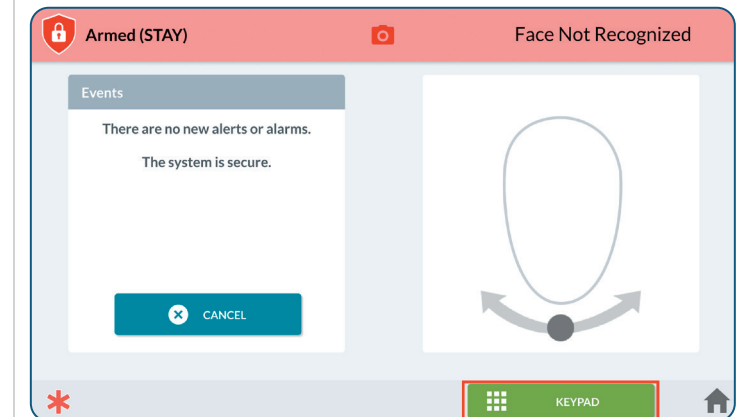 Armed (STAY)
Face Not Recognized
Events
There are no new alerts or alarms.
The system is secure.
CANCEL
KEYPAD